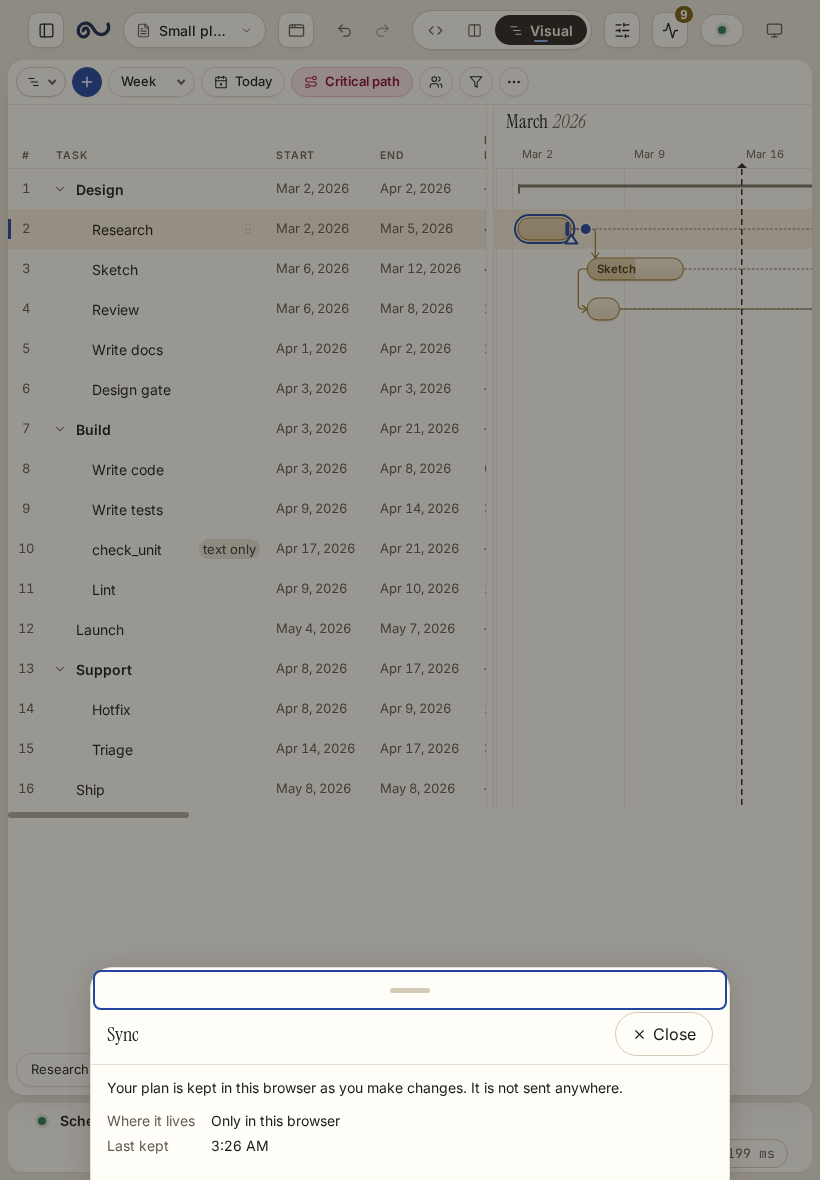 9
Small pl...
Visual
Week
Today
Critical path
March 2026
# TASK START END
Mar 2 Mar 9 Mar 16
1 Design Mar 2, 2026 Apr 2, 2026
2 Research Mar 2, 2026 Mar 5, 2026
3 Sketch Mar 6, 2026 Mar 12, 2026 Sketch
4 Review Mar 6, 2026 Mar 8, 2026
5 Write docs Apr 1, 2026 Apr 2, 2026
6 Design gate Apr 3, 2026 Apr 3, 2026
7 Build Apr 3, 2026 Apr 21, 2026
8 Write code Apr 3, 2026 Apr 8, 2026
9 Write tests Apr 9, 2026 Apr 14, 2026
10 check_unit text only Apr 17, 2026 Apr 21, 2026
11 Lint Apr 9, 2026 Apr 10, 2026
12 Launch May 4, 2026 May 7, 2026
13 Support Apr 8, 2026 Apr 17, 2026
14 Hotfix Apr 8, 2026 Apr 9, 2026
15 Triage Apr 14, 2026 Apr 17, 2026
16 Ship May 8, 2026 May 8, 2026
Sync
Close
Research
Your plan is kept in this browser as you make changes. It is not sent anywhere.
Where it lives Only in this browser
Last kept 3:26 AM
199 ms